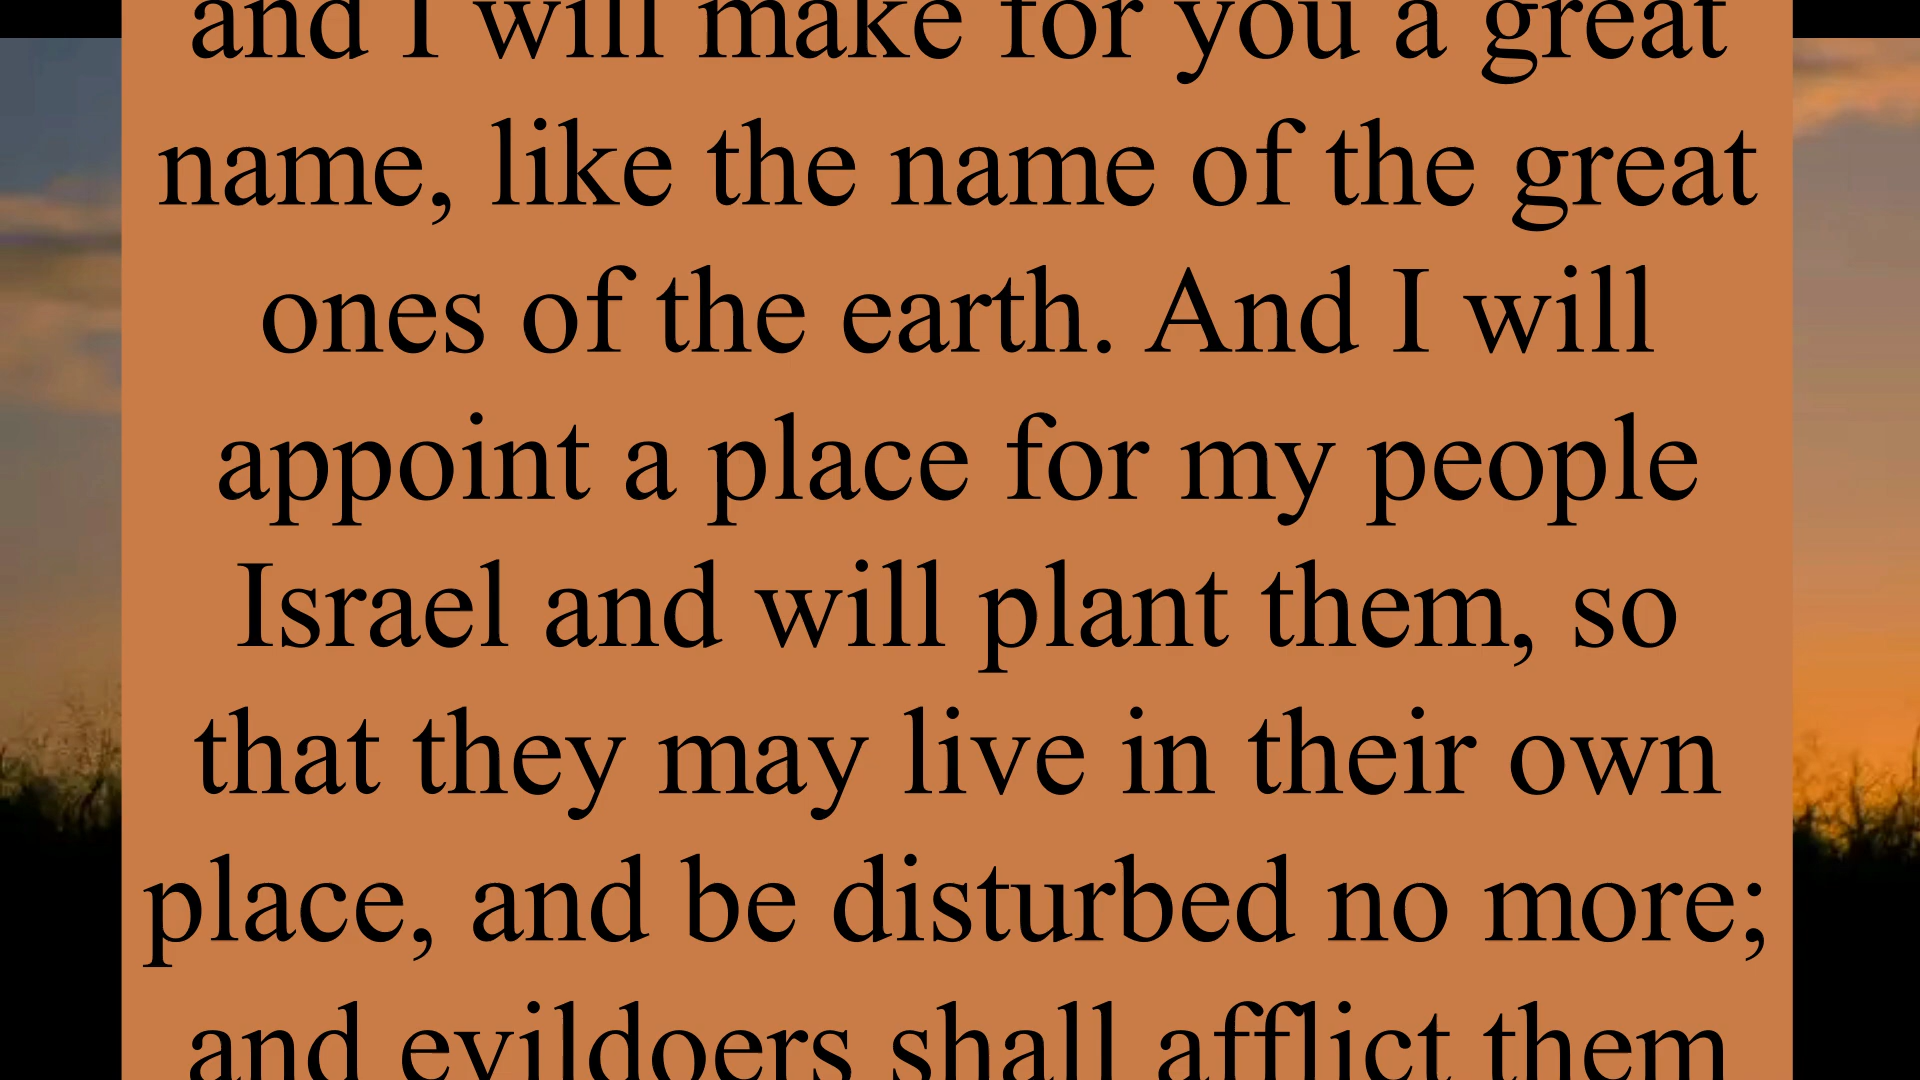 and I will make for you a great
name, like the name of the great
ones of the earth. And I will
appoint a place for my people
Israel and will plant them, so
that they may live in their own
place, and be disturbed no more;
and evildoers shall afflict them